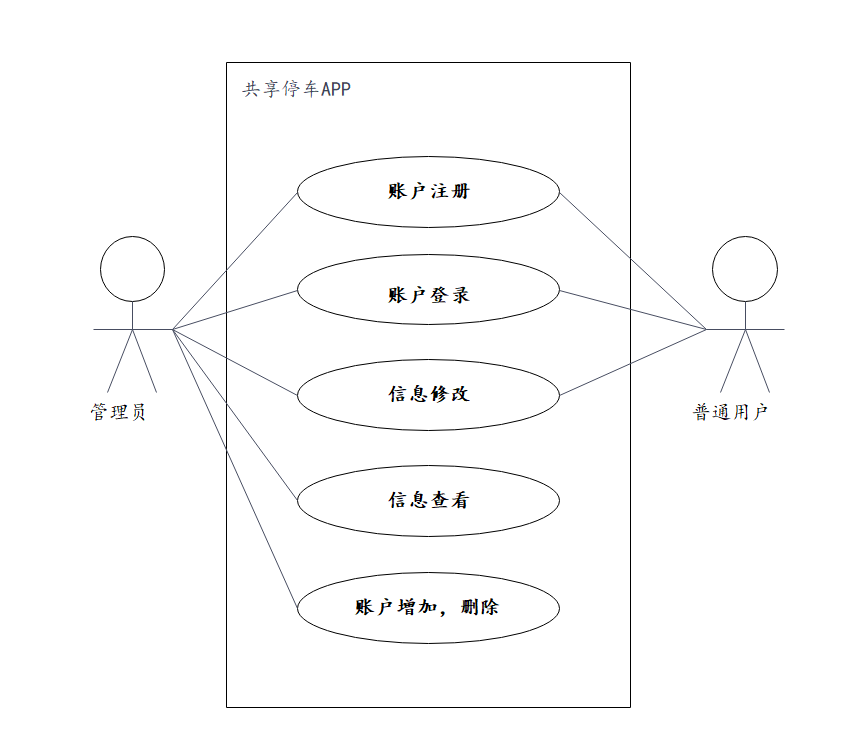 共享停车APP
账户注册
账户登录
信息修改
管理员
普通用户
信息查看
账户增加，删除